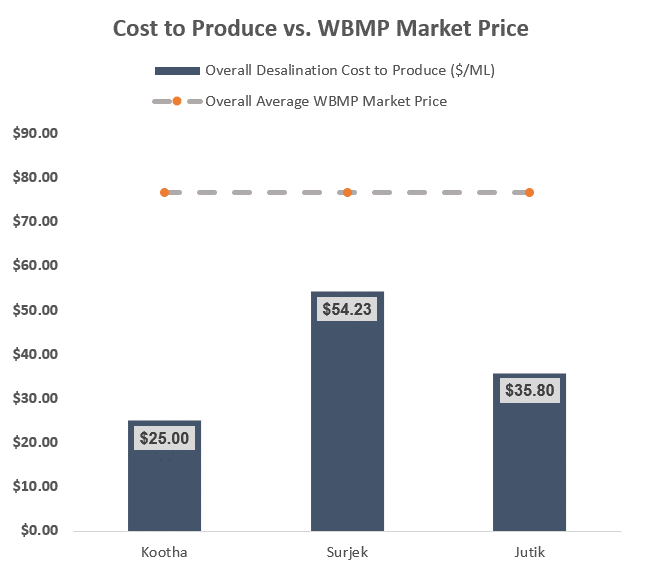 Cost to Produce vs. WBMP Market Price
Overall Desalination Cost to Produce ($/ML)
Overall Average WBMP Market Price
$90.00
$80.00
$70.00
$60.00
$50.00
$40.00
$30.00
$20.00
$10.00
$0.00
$25.00
$54.23
$35.80
Kootha
Surjek
Jutik